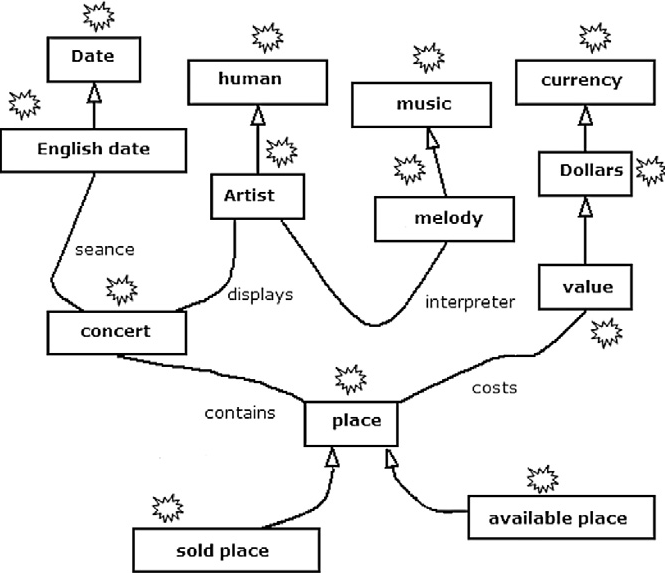 Date
human
currency
music
English date
Dollars
Artist
melody
seance
value
displays
interpreter
concert
costs
contains
place
available place
sold place